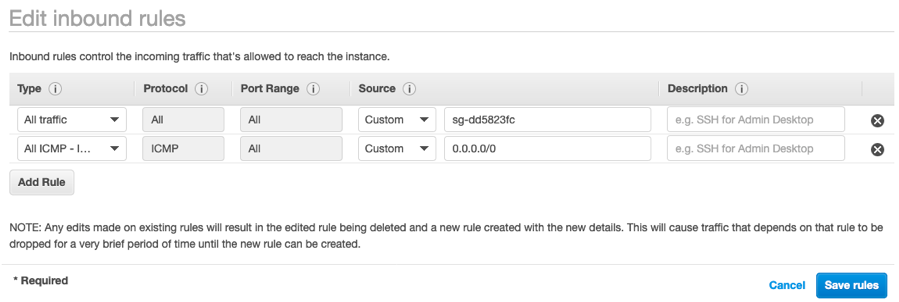 Edit inbound rules
Inbound rules control the incoming traffic that's allowed to reach the instance.
Type i Protocol i Port Range i Source i Description i
All traffic All All Custom sg-dd5823fc e.g. SSH for Admin Desktop
All ICMP - I... ICMP All Custom 0.0.0.0/0 e.g. SSH for Admin Desktop
Add Rule
NOTE: Any edits made on existing rules will result in the edited rule being deleted and a new rule created with the new details. This will cause traffic that depends on that rule to be
dropped for a very brief period of time until the new rule can be created.
* Required Cancel Save rules